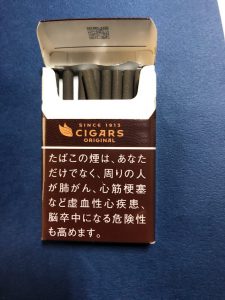 SINCE 1913
CIGARS
ORIGINAL
たばこの煙は、あなた
だけでなく、周りの人
が肺がん、心筋梗塞
など虚血性心疾患、
脳卒中になる危険性
も高めます。